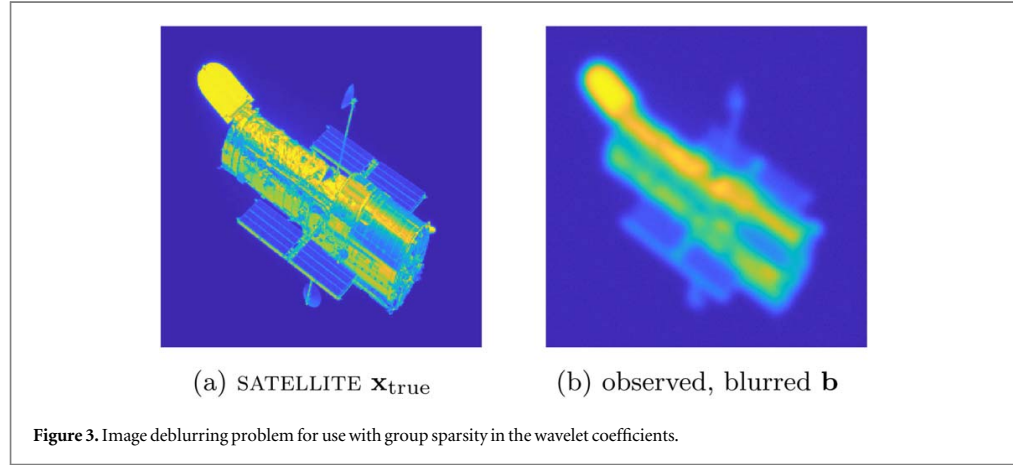 (a) SATELLITE x_true
(b) observed, blurred b
Figure 3. Image deblurring problem for use with group sparsity in the wavelet coefficients.